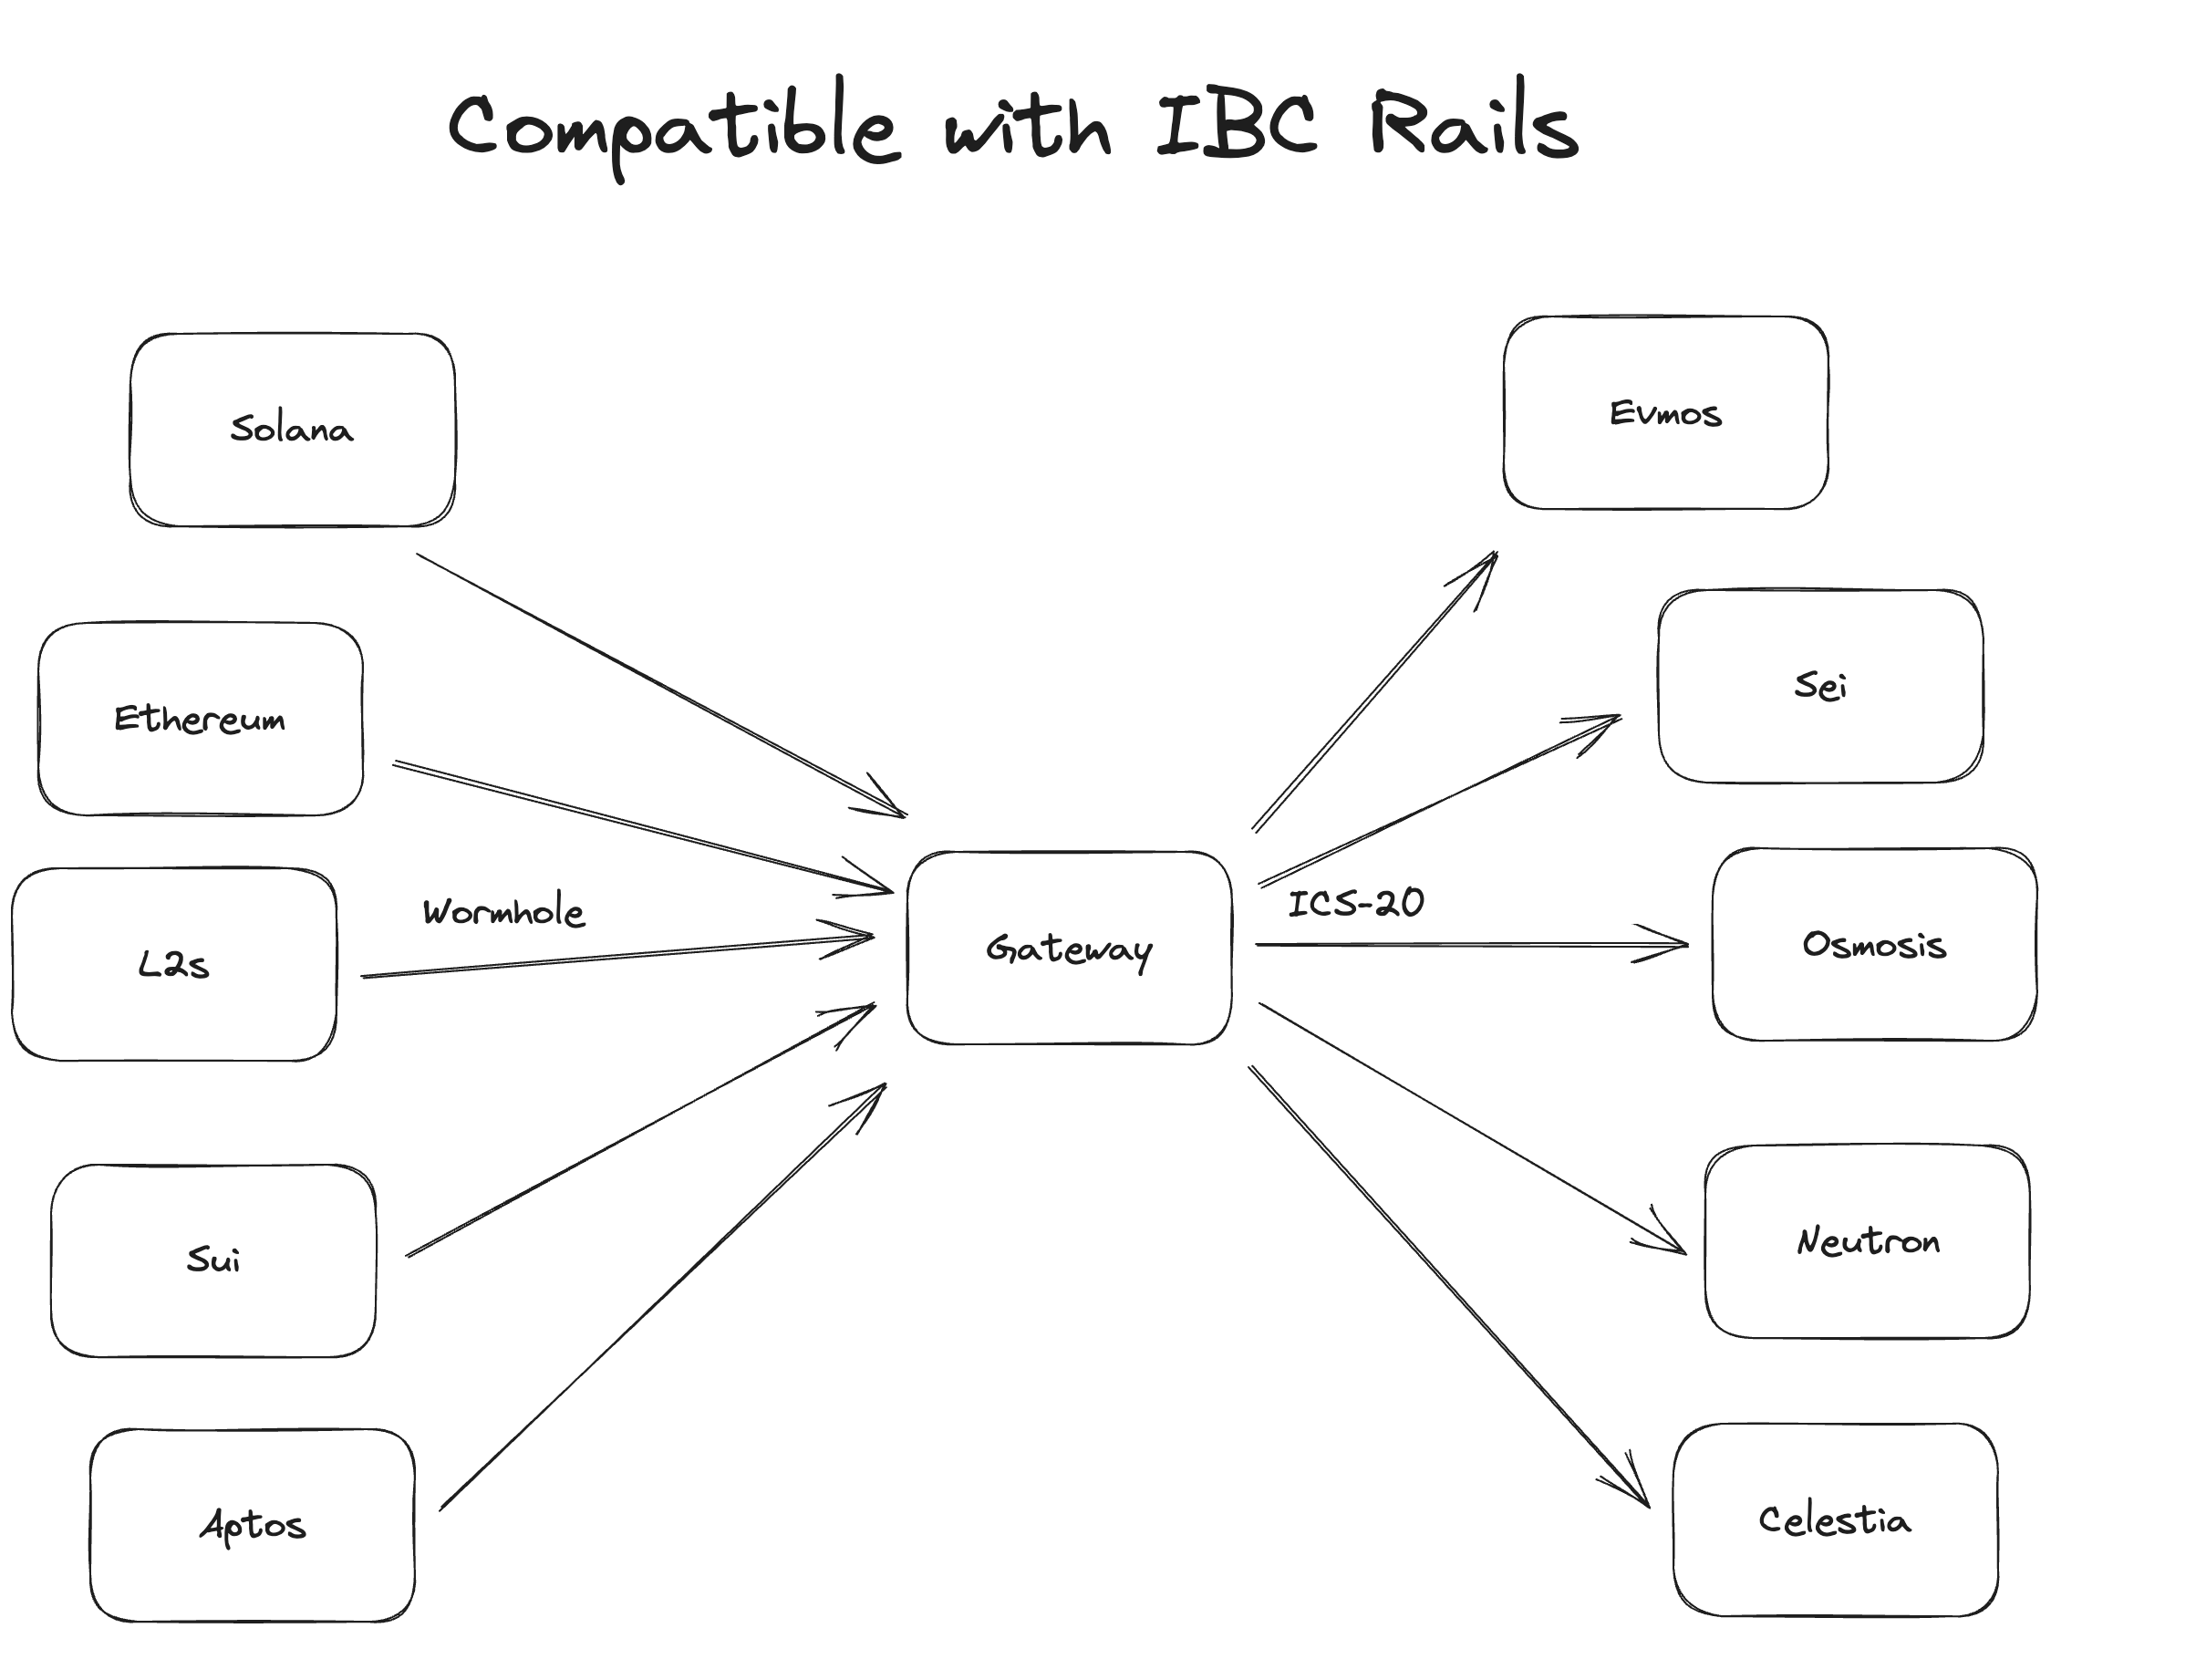 Compatible with IBC Rails
Solana
Evmos
Ethereum
Sei
L2s
Wormhole
Gateway
ICS-20
Osmosis
Sui
Neutron
Aptos
Celestia